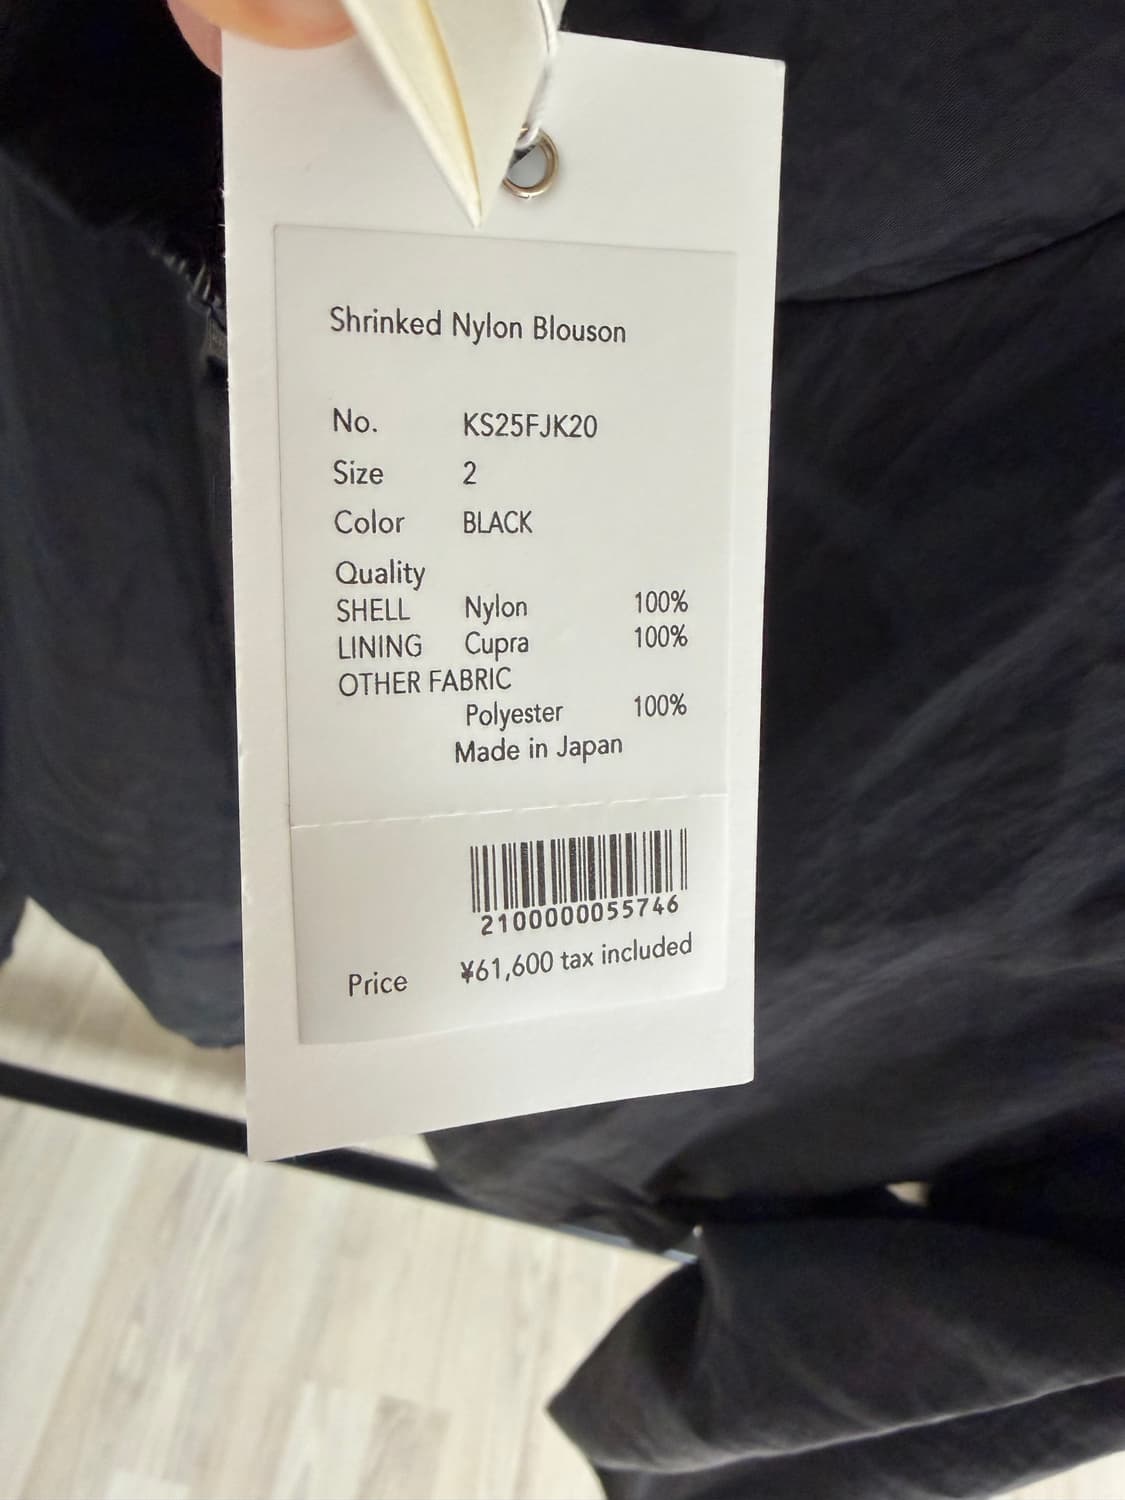 Shrinked Nylon Blouson
No. KS25FJK20
Size 2
Color BLACK
Quality
SHELL Nylon 100%
LINING Cupra 100%
OTHER FABRIC
Polyester 100%
Made in Japan
2100000055746
Price ¥61,600 tax included